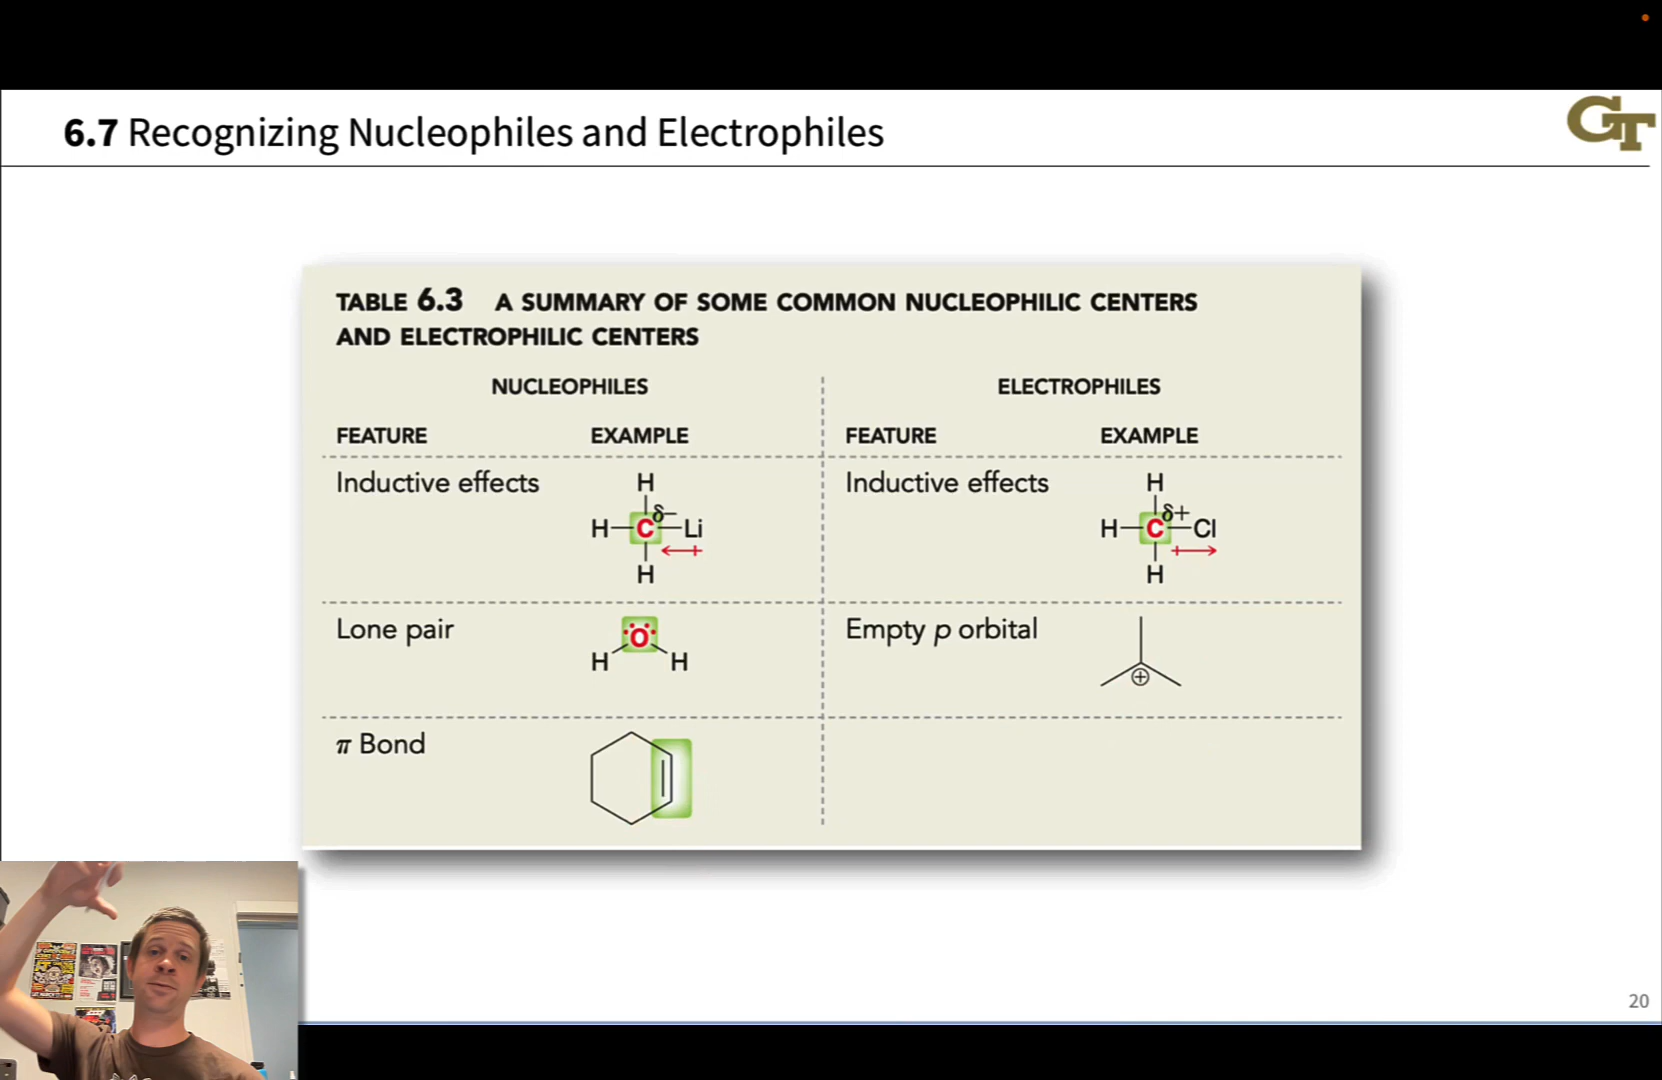 6.7 Recognizing Nucleophiles and Electrophiles
GT
TABLE 6.3 A SUMMARY OF SOME COMMON NUCLEOPHILIC CENTERS
AND ELECTROPHILIC CENTERS
NUCLEOPHILES
ELECTROPHILES
FEATURE EXAMPLE
FEATURE EXAMPLE
Inductive effects
H
δ−
H C Li
H
Inductive effects
H
δ+
H C Cl
H
Lone pair
O
H H
Empty p orbital
⊕
π Bond
20